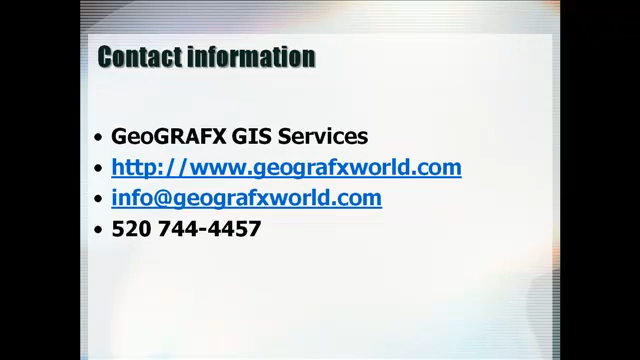 Contact information
• GeoGRAFX GIS Services
• http://www.geografxworld.com
• info@geografxworld.com
• 520 744-4457